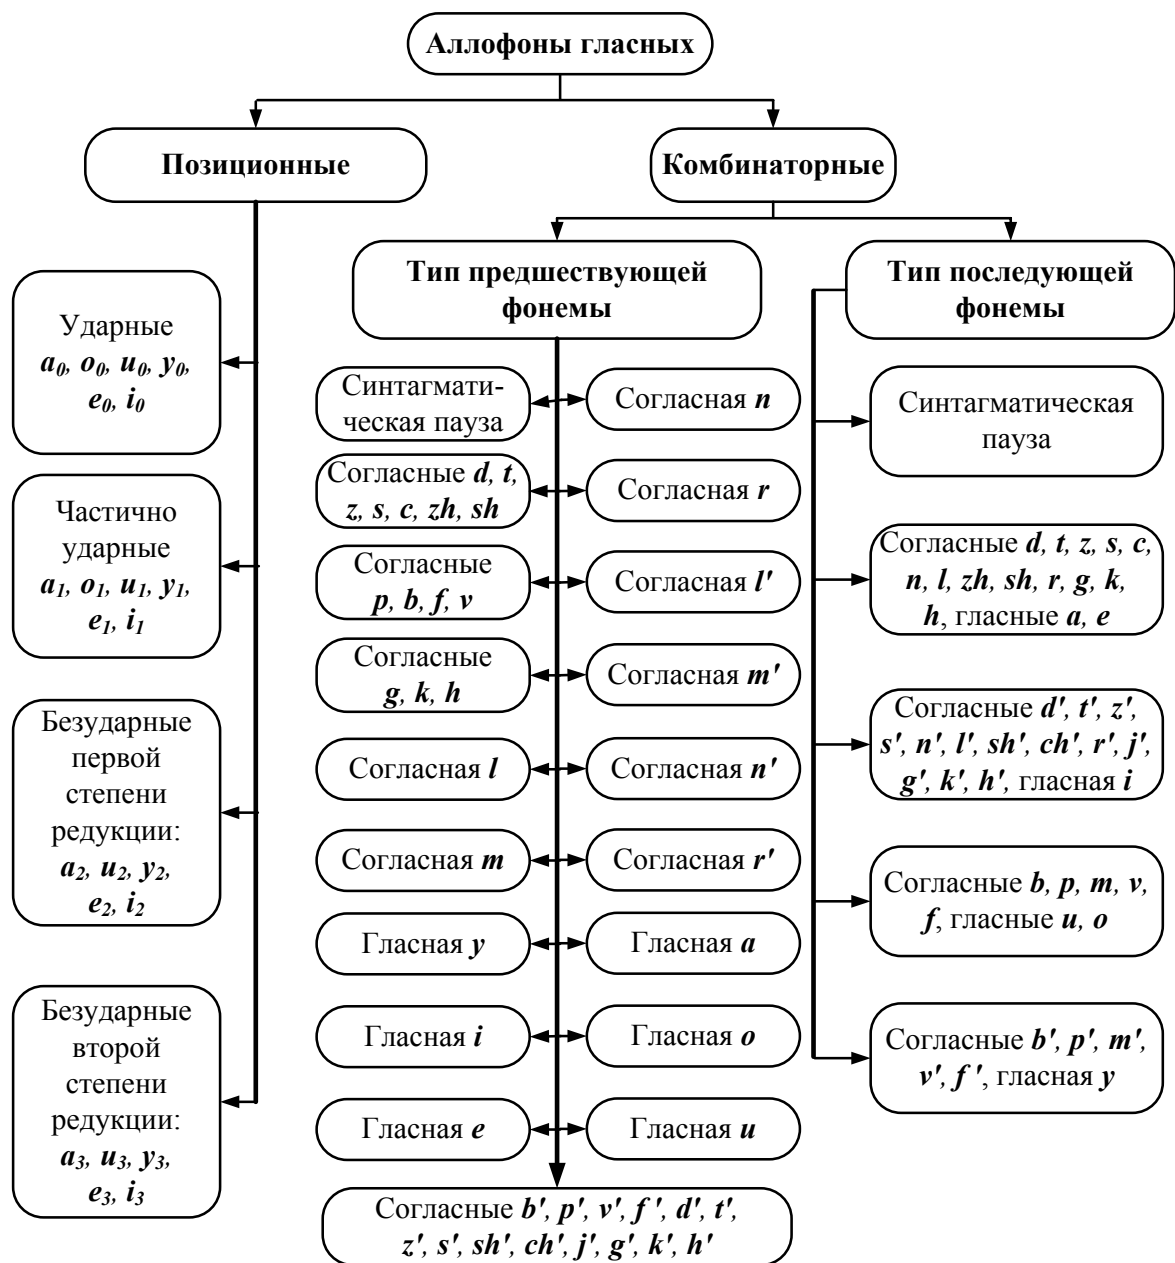 Аллофоны гласных
Позиционные
Комбинаторные
Ударные
a₀, o₀, u₀, y₀,
e₀, i₀
Частично
ударные
a₁, o₁, u₁, y₁,
e₁, i₁
Безударные
первой
степени
редукции:
a₂, u₂, y₂,
e₂, i₂
Безударные
второй
степени
редукции:
a₃, u₃, y₃,
e₃, i₃
Тип предшествующей
фонемы
Синтагмати-
ческая пауза
Согласная n
Согласные d, t,
z, s, c, zh, sh
Согласная r
Согласные
p, b, f, v
Согласная l'
Согласные
g, k, h
Согласная m'
Согласная l
Согласная n'
Согласная m
Согласная r'
Гласная y
Гласная a
Гласная i
Гласная o
Гласная e
Гласная u
Согласные b', p', v', f ', d', t',
z', s', sh', ch', j', g', k', h'
Тип последующей
фонемы
Синтагматическая
пауза
Согласные d, t, z, s, c,
n, l, zh, sh, r, g, k,
h, гласные a, e
Согласные d', t', z',
s', n', l', sh', ch', r', j',
g', k', h', гласная i
Согласные b, p, m, v,
f, гласные u, o
Согласные b', p', m',
v', f ', гласная y